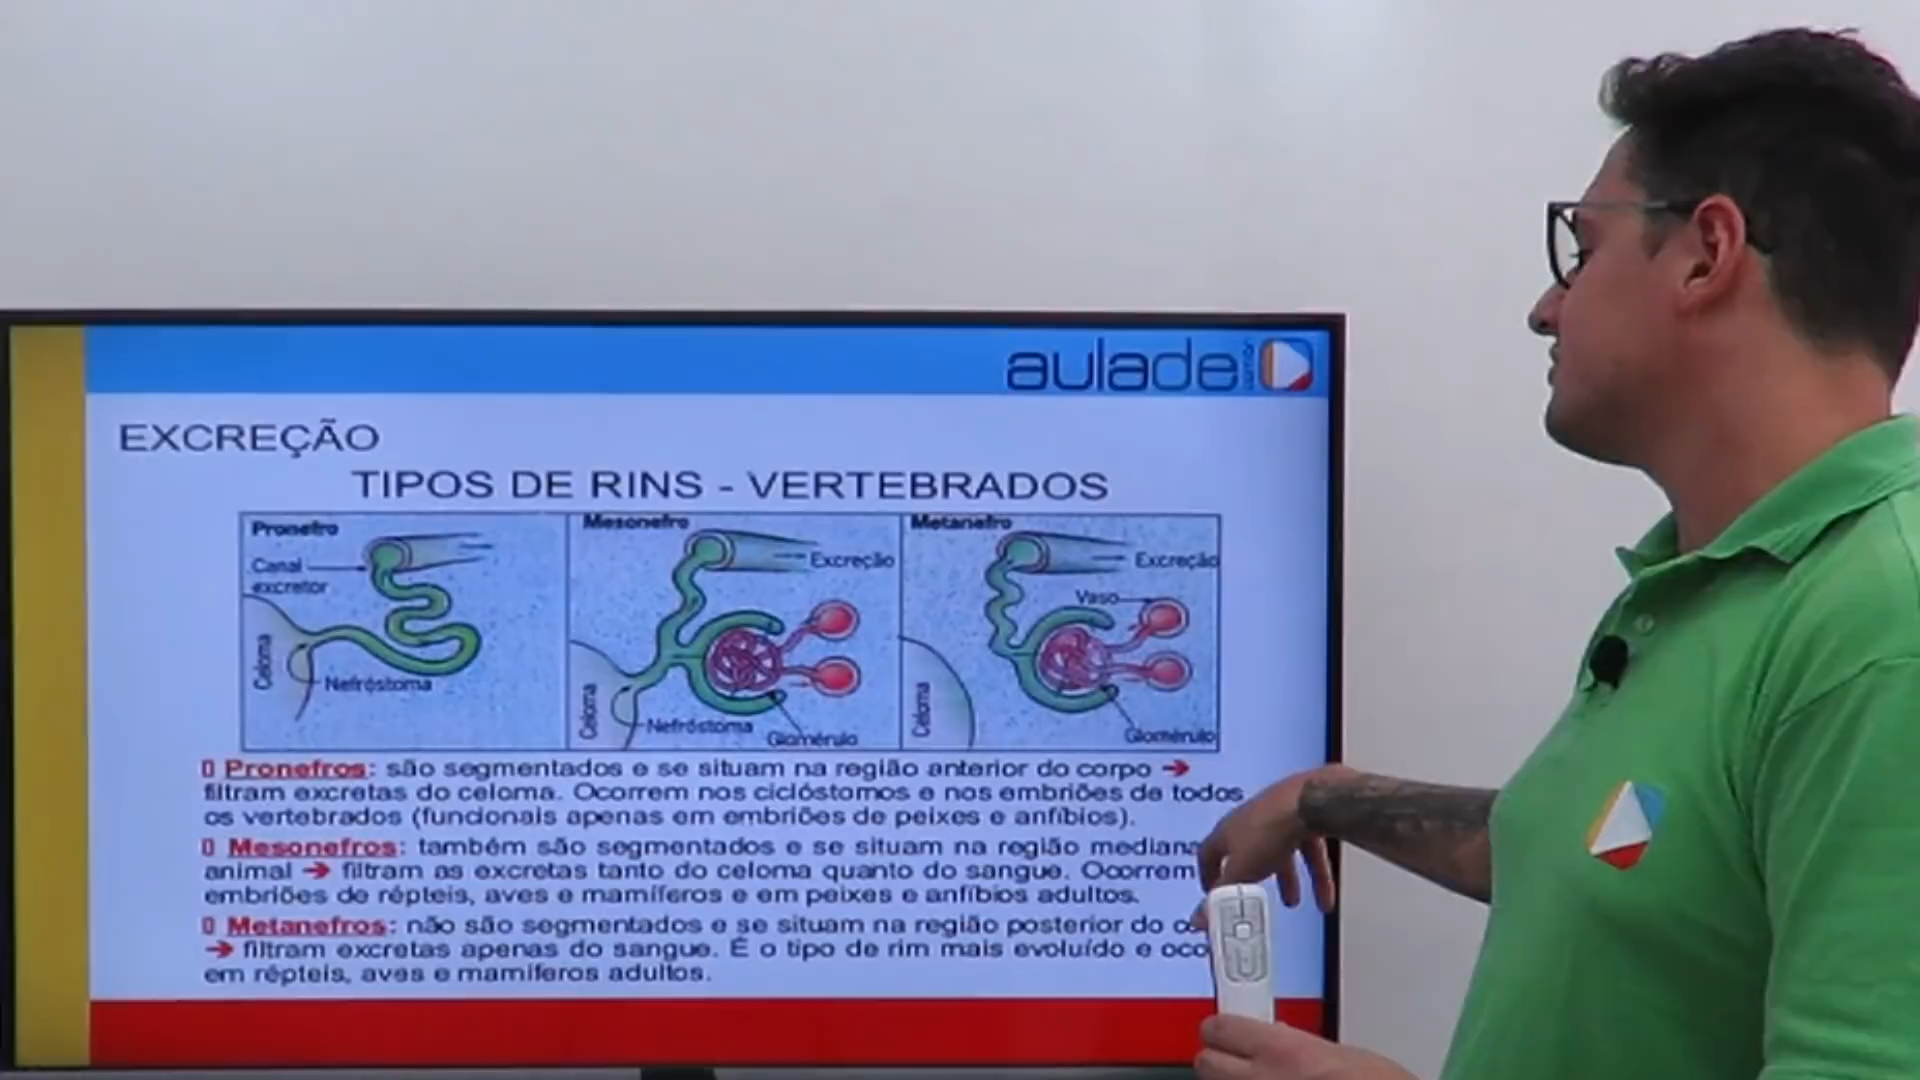 aulade
EXCREÇÃO
TIPOS DE RINS - VERTEBRADOS
Pronefro
Canal
excretor
Celoma
Nefróstoma
Mesonefro
Excreção
Celoma
Nefróstoma
Glomérulo
Metanefro
Excreção
Vaso
Celoma
Glomérulo
Pronefros: são segmentados e se situam na região anterior do corpo →
filtram excretas do celoma. Ocorrem nos ciclóstomos e nos embriões de todos
os vertebrados (funcionais apenas em embriões de peixes e anfíbios).
Mesonefros: também são segmentados e se situam na região mediana
animal → filtram as excretas tanto do celoma quanto do sangue. Ocorrem
embriões de répteis, aves e mamíferos e em peixes e anfíbios adultos.
Metanefros: não são segmentados e se situam na região posterior do
→ filtram excretas apenas do sangue. É o tipo de rim mais evoluído e
em répteis, aves e mamíferos adultos.